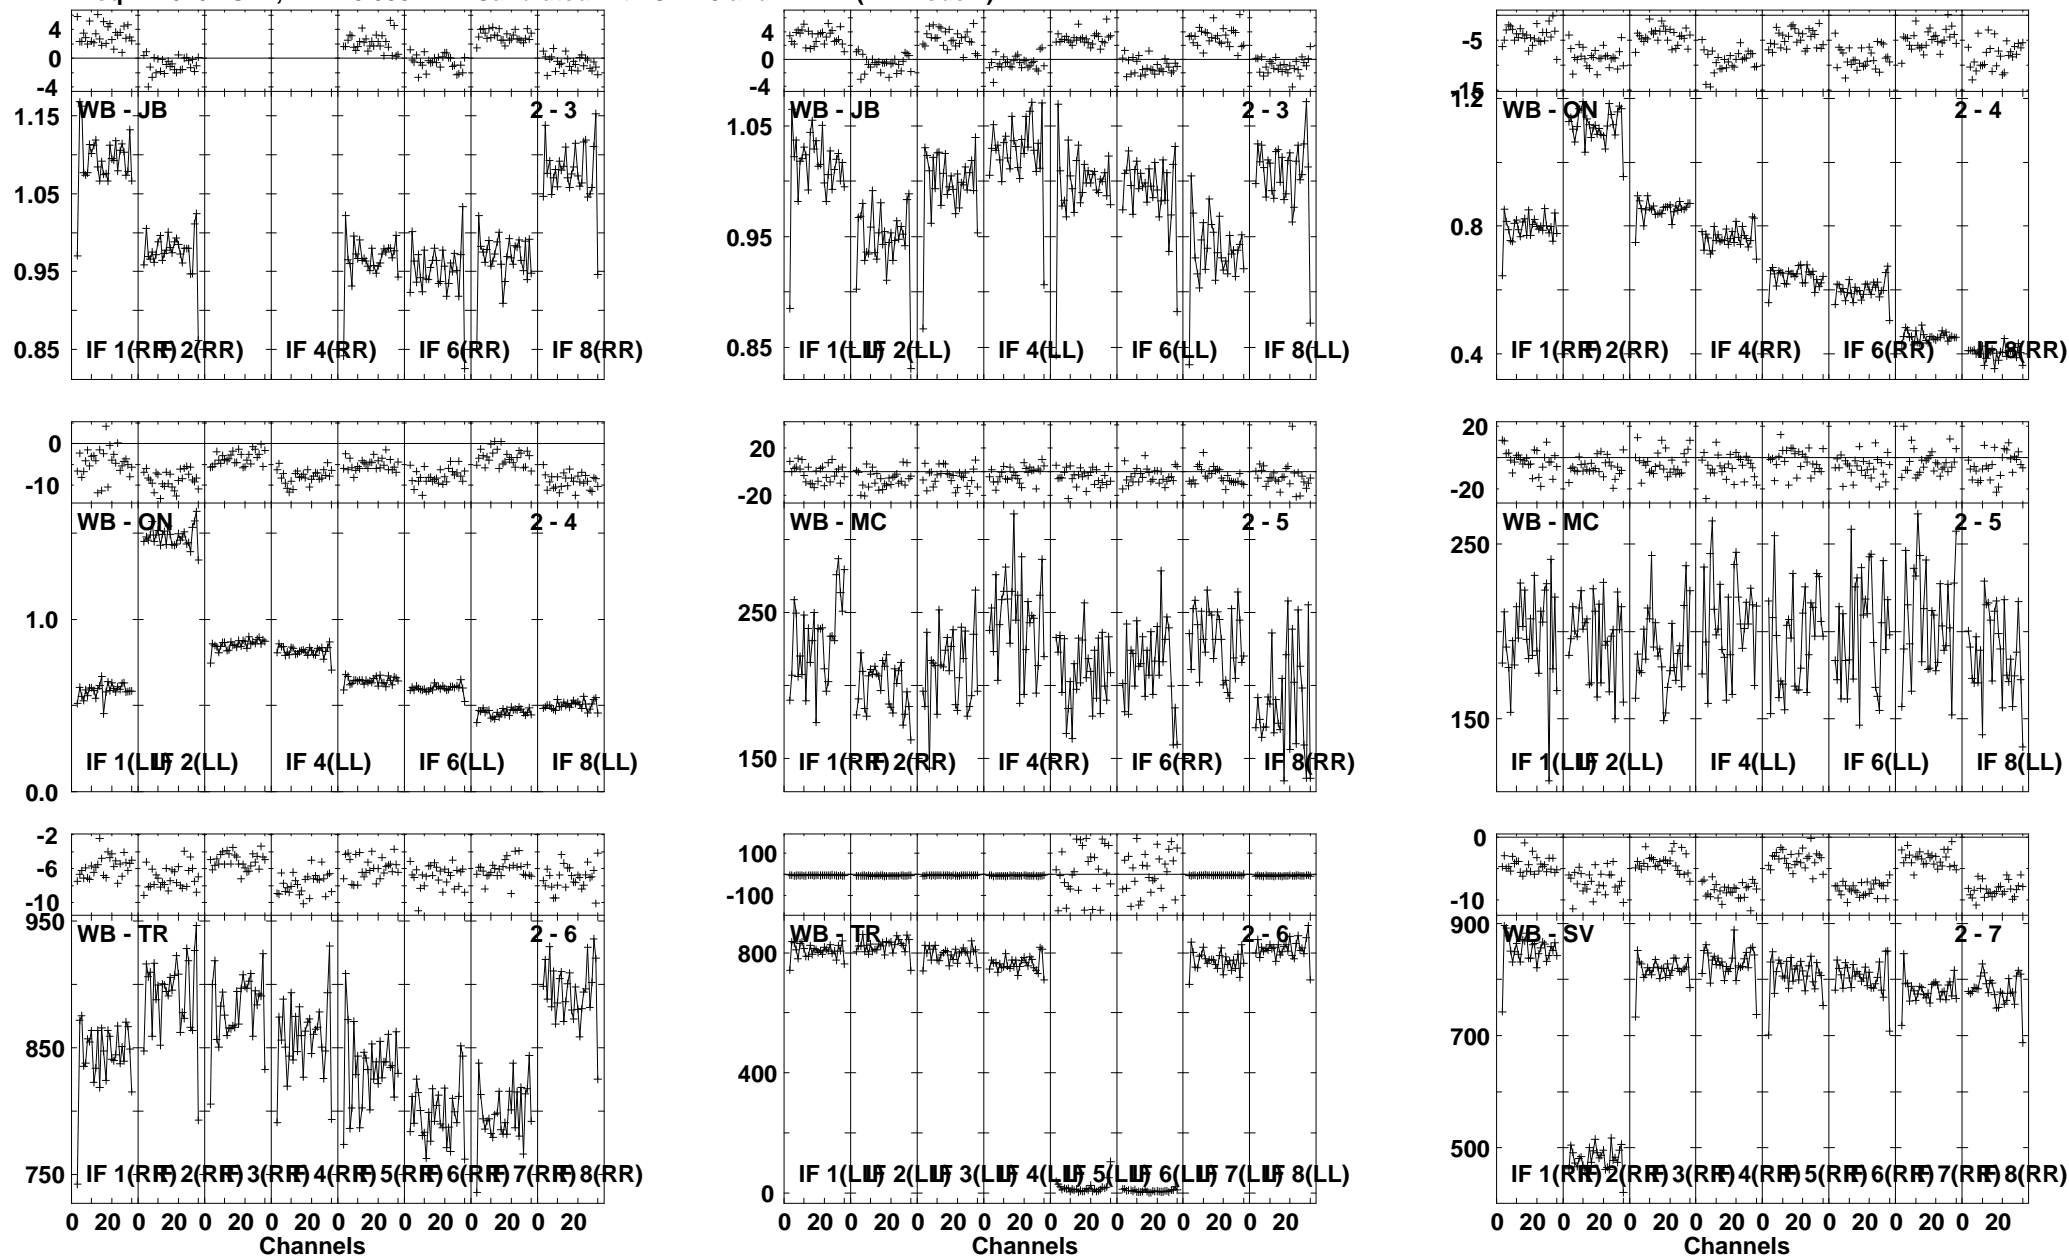 4 0 -4
WB - JB 2 - 3
1.15 1.05 0.95 0.85
IF 2(RR) IF 4(RR) IF 6(RR) IF 8(RR)
4 0 -4
WB - JB 2 - 3
1.05 0.95 0.85
IF 2(LL) IF 4(LL) IF 6(LL) IF 8(LL)
-5
WB - ON 2 - 4
1.2 0.8 0.4
IF 2(RR) IF 4(RR) IF 6(RR) IF 8(RR)
0 -10
WB - ON 2 - 4
1.0 0.0
IF 1(LL) IF 2(LL) IF 4(LL) IF 6(LL) IF 8(LL)
20 -20
WB - MC 2 - 5
250 150
IF 1(RR) IF 2(RR) IF 4(RR) IF 6(RR) IF 8(RR)
20 -20
WB - MC 2 - 5
250 150
IF 1(LL) IF 2(LL) IF 4(LL) IF 6(LL) IF 8(LL)
-2 -6 -10
WB - TR 2 - 6
950 850 750
IF 1(RR) IF 2(RR) IF 3(RR) IF 4(RR) IF 5(RR) IF 6(RR) IF 7(RR) IF 8(RR)
0 20 0 20 0 20 0 20 0 20 0 20 0 20 0 20
Channels
100 -100
WB - TR 2 - 6
800 400 0
IF 1(LL) IF 2(LL) IF 3(LL) IF 4(LL) IF 5(LL) IF 6(LL) IF 7(LL) IF 8(LL)
0 20 0 20 0 20 0 20 0 20 0 20 0 20 0 20
Channels
0 -10
WB - SV 2 - 7
900 700 500
IF 1(RR) IF 2(RR) IF 3(RR) IF 4(RR) IF 5(RR) IF 6(RR) IF 7(RR) IF 8(RR)
0 20 0 20 0 20 0 20 0 20 0 20 0 20 0 20
Channels